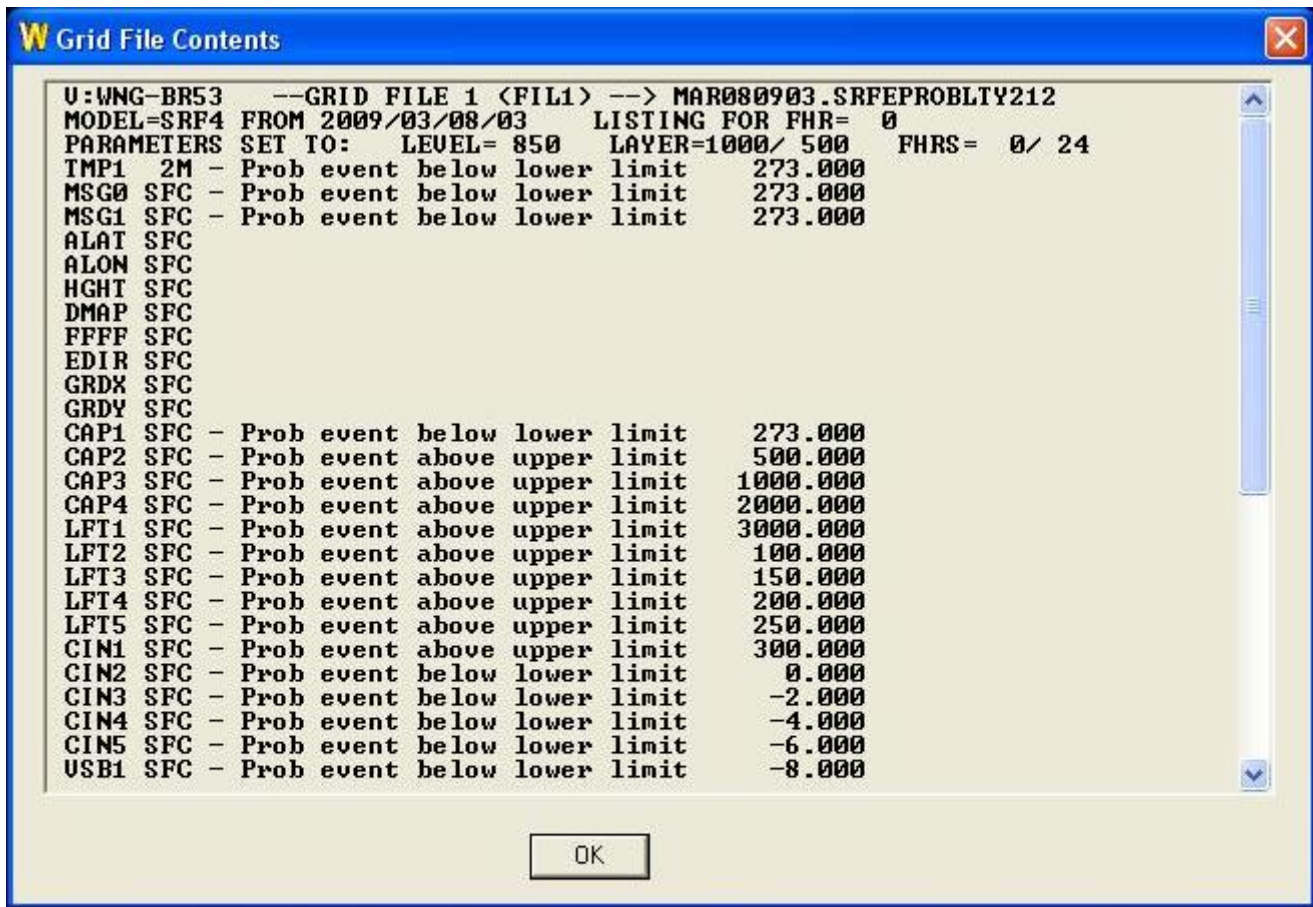 W Grid File Contents
V:WNG-BR53   --GRID FILE 1 (FIL1) --> MAR080903.SRFEPROBLTY212
MODEL=SRF4 FROM 2009/03/08/03   LISTING FOR FHR=  0
PARAMETERS SET TO:   LEVEL= 850   LAYER=1000/ 500   FHRS=  0/ 24
TMP1  2M - Prob event below lower limit    273.000
MSG0 SFC - Prob event below lower limit    273.000
MSG1 SFC - Prob event below lower limit    273.000
ALAT SFC
ALON SFC
HGHT SFC
DMAP SFC
FFFF SFC
EDIR SFC
GRDX SFC
GRDY SFC
CAP1 SFC - Prob event below lower limit    273.000
CAP2 SFC - Prob event above upper limit    500.000
CAP3 SFC - Prob event above upper limit   1000.000
CAP4 SFC - Prob event above upper limit   2000.000
LFT1 SFC - Prob event above upper limit   3000.000
LFT2 SFC - Prob event above upper limit    100.000
LFT3 SFC - Prob event above upper limit    150.000
LFT4 SFC - Prob event above upper limit    200.000
LFT5 SFC - Prob event above upper limit    250.000
CIN1 SFC - Prob event above upper limit    300.000
CIN2 SFC - Prob event below lower limit      0.000
CIN3 SFC - Prob event below lower limit     -2.000
CIN4 SFC - Prob event below lower limit     -4.000
CIN5 SFC - Prob event below lower limit     -6.000
VSB1 SFC - Prob event below lower limit     -8.000
OK